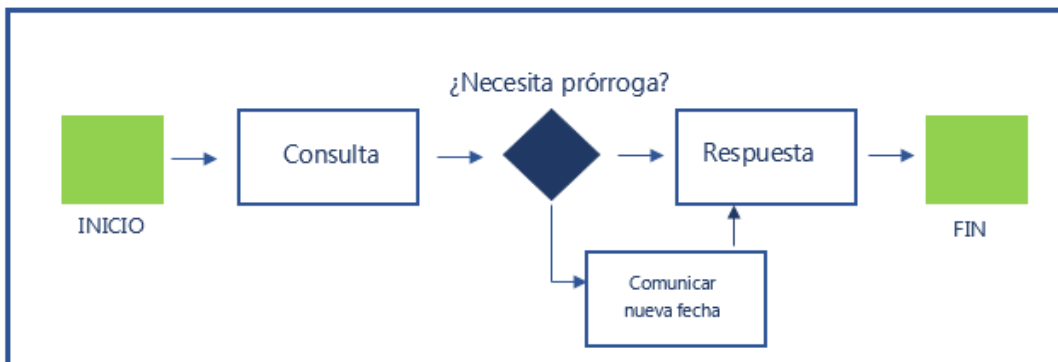 ¿Necesita prórroga?
Consulta
Respuesta
INICIO
FIN
Comunicar
nueva fecha